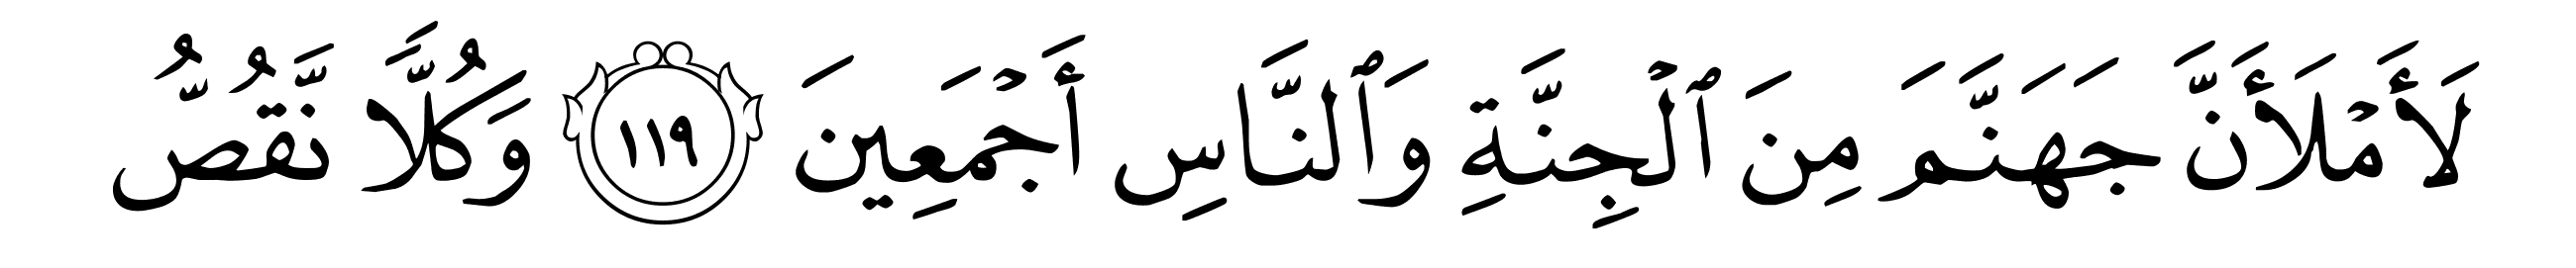 لَأَمۡلَأَنَّ جَهَنَّمَ مِنَ ٱلۡجِنَّةِ وَٱلنَّاسِ أَجۡمَعِينَ ١١٩ وَكُلّٗا نَّقُصُّ